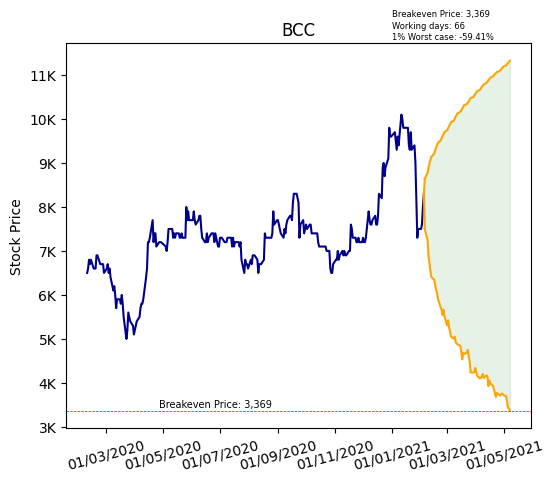 Breakeven Price: 3,369
Working days: 66
1% Worst case: -59.41%
BCC
Stock Price
11K
10K
9K
8K
7K
6K
5K
4K
3K
Breakeven Price: 3,369
01/03/2020
01/05/2020
01/07/2020
01/09/2020
01/11/2020
01/01/2021
01/03/2021
01/05/2021